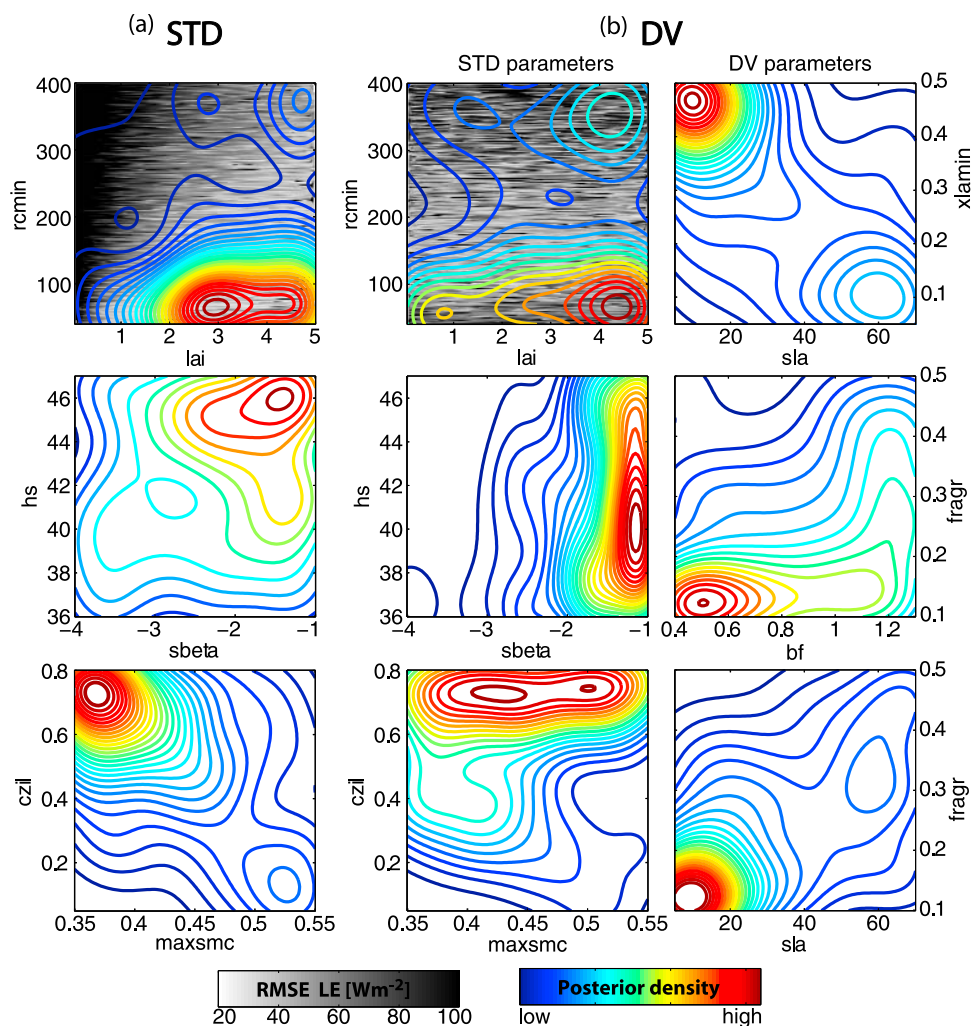 (a) STD
(b) DV
STD parameters
DV parameters
400
300
200
100
rcmin
1 2 3 4 5
lai
400
300
200
100
rcmin
1 2 3 4 5
lai
0.5
0.4
0.3
0.2
0.1
xlamin
20 40 60
sla
46
44
42
40
38
36
hs
−4 −3 −2 −1
sbeta
46
44
42
40
38
36
hs
−4 −3 −2 −1
sbeta
0.5
0.4
0.3
0.2
0.1
fragr
0.4 0.6 0.8 1 1.2
bf
0.8
0.6
0.4
0.2
czil
0.35 0.4 0.45 0.5 0.55
maxsmc
0.8
0.6
0.4
0.2
czil
0.35 0.4 0.45 0.5 0.55
maxsmc
0.5
0.4
0.3
0.2
0.1
fragr
20 40 60
sla
RMSE LE [Wm⁻²]
20 40 60 80 100
Posterior density
low high